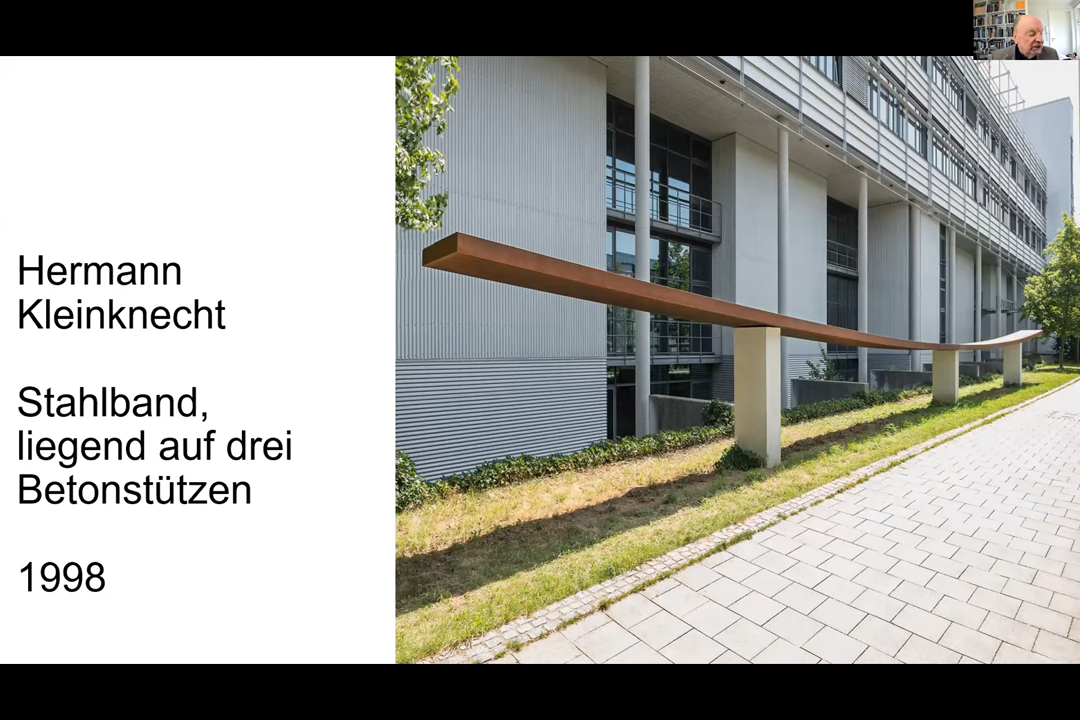 Hermann
Kleinknecht
Stahlband,
liegend auf drei
Betonstützen
1998